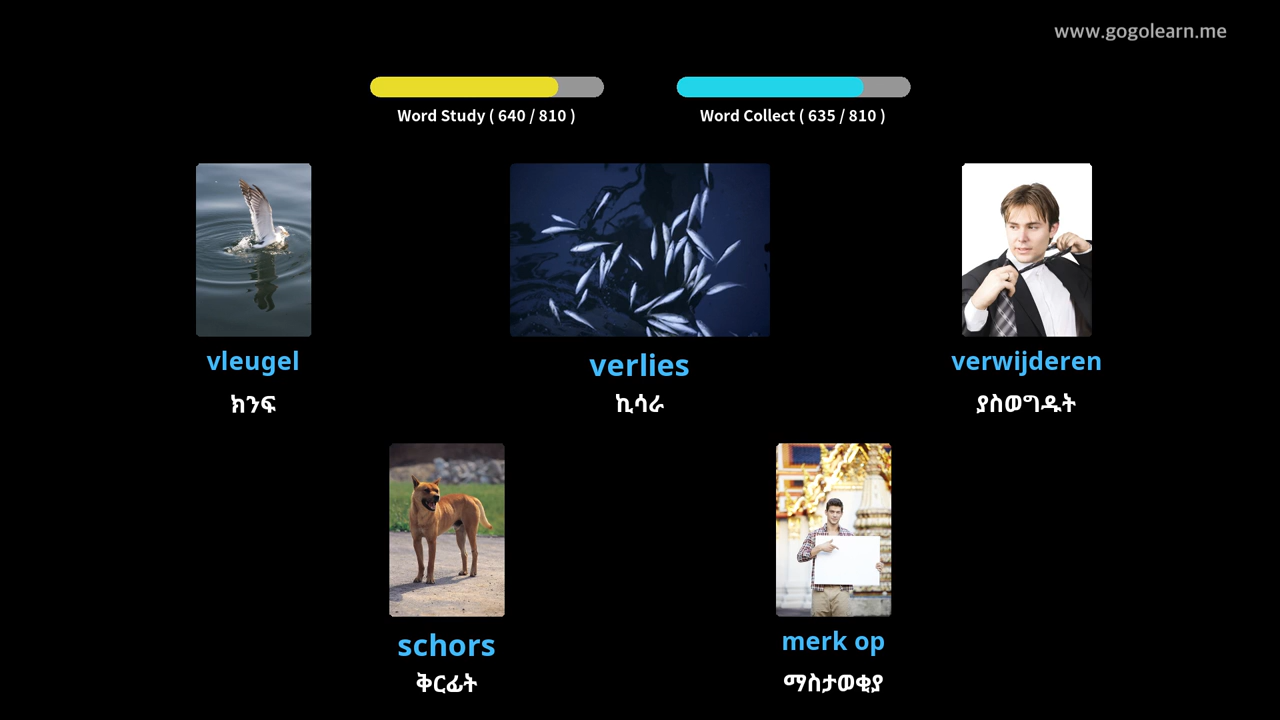 www.gogolearn.me
Word Study ( 640 / 810 )
Word Collect ( 635 / 810 )
vleugel
ክንፍ
verlies
ኪሳራ
verwijderen
ያስወግዱት
schors
ቅርፊት
merk op
ማስታወቂያ